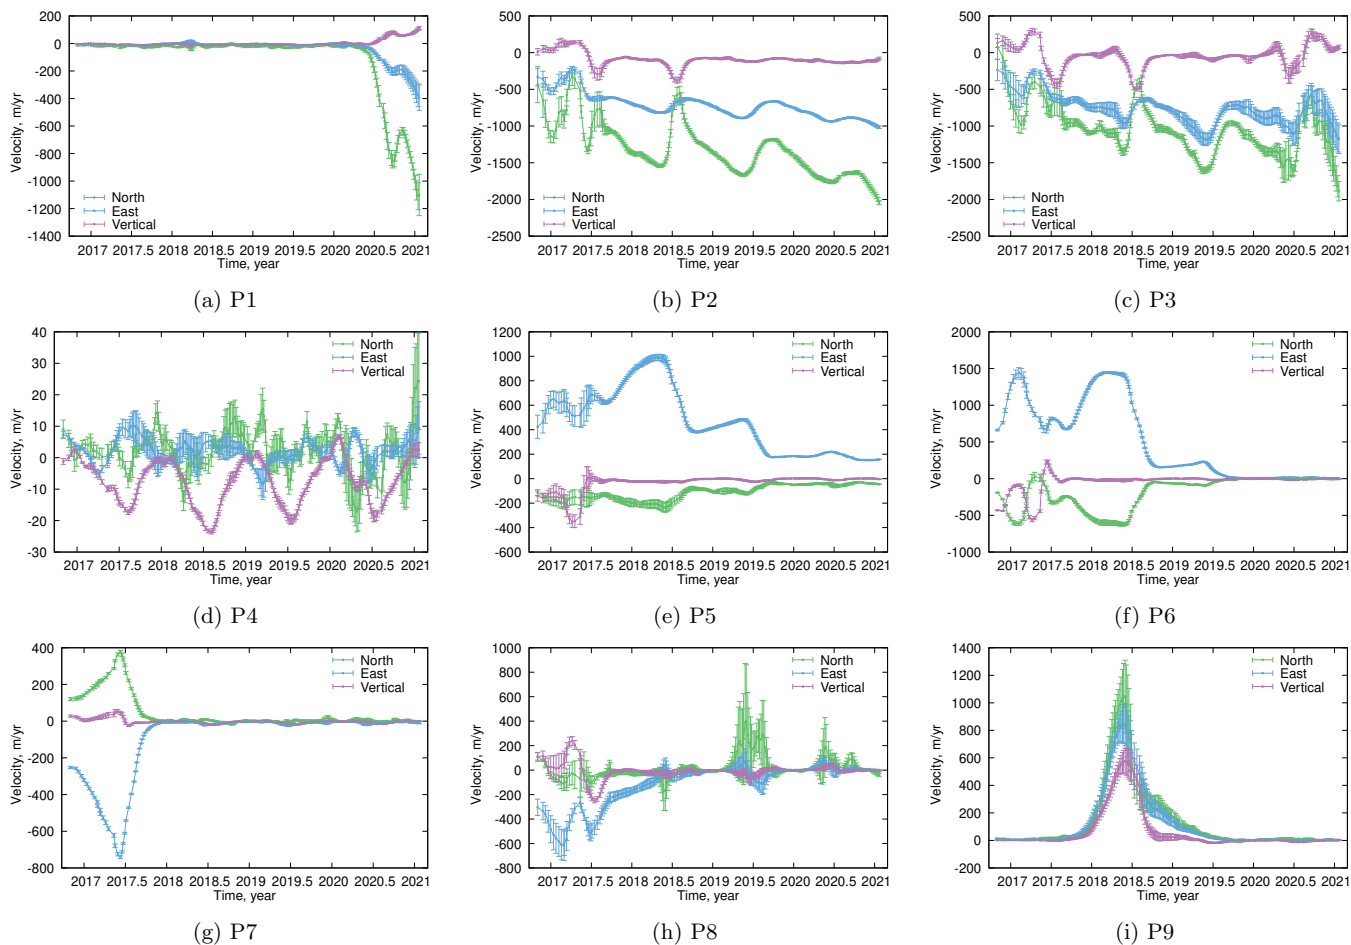 200
0
-200
-400
-600
-800
-1000
-1200
-1400
Velocity, m/yr
North
East
Vertical
2017 2017.5 2018 2018.5 2019 2019.5 2020 2020.5 2021
Time, year
(a) P1
500
0
-500
-1000
-1500
-2000
-2500
Velocity, m/yr
North
East
Vertical
2017 2017.5 2018 2018.5 2019 2019.5 2020 2020.5 2021
Time, year
(b) P2
500
0
-500
-1000
-1500
-2000
-2500
Velocity, m/yr
North
East
Vertical
2017 2017.5 2018 2018.5 2019 2019.5 2020 2020.5 2021
Time, year
(c) P3
40
30
20
10
0
-10
-20
-30
Velocity, m/yr
North
East
Vertical
2017 2017.5 2018 2018.5 2019 2019.5 2020 2020.5 2021
Time, year
(d) P4
1200
1000
800
600
400
200
0
-200
-400
-600
Velocity, m/yr
North
East
Vertical
2017 2017.5 2018 2018.5 2019 2019.5 2020 2020.5 2021
Time, year
(e) P5
2000
1500
1000
500
0
-500
-1000
Velocity, m/yr
North
East
Vertical
2017 2017.5 2018 2018.5 2019 2019.5 2020 2020.5 2021
Time, year
(f) P6
400
200
0
-200
-400
-600
-800
Velocity, m/yr
North
East
Vertical
2017 2017.5 2018 2018.5 2019 2019.5 2020 2020.5 2021
Time, year
(g) P7
1000
800
600
400
200
0
-200
-400
-600
-800
Velocity, m/yr
North
East
Vertical
2017 2017.5 2018 2018.5 2019 2019.5 2020 2020.5 2021
Time, year
(h) P8
1400
1200
1000
800
600
400
200
0
-200
Velocity, m/yr
North
East
Vertical
2017 2017.5 2018 2018.5 2019 2019.5 2020 2020.5 2021
Time, year
(i) P9